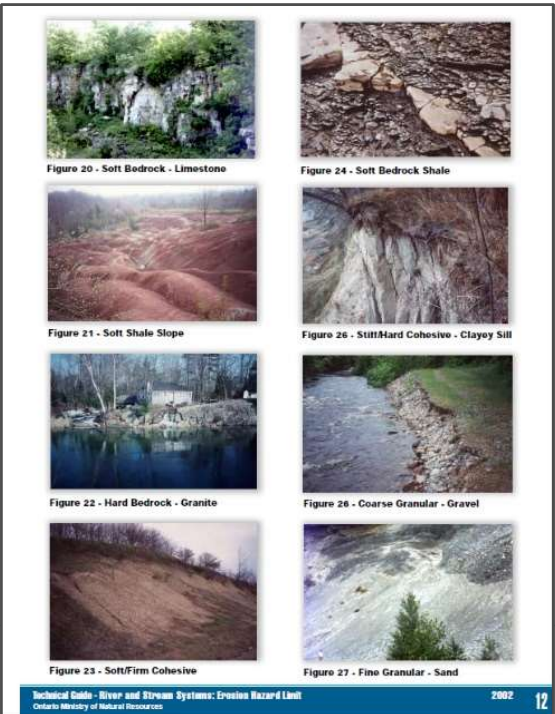 Figure 20 - Soft Bedrock - Limestone
Figure 24 - Soft Bedrock Shale
Figure 21 - Soft Shale Slope
Figure 26 - Stiff/Hard Cohesive - Clayey Sill
Figure 22 - Hard Bedrock - Granite
Figure 26 - Coarse Granular - Gravel
Figure 23 - Soft/Firm Cohesive
Figure 27 - Fine Granular - Sand
Technical Guide - River and Stream Systems: Erosion Hazard Limit 2002 12
Ontario Ministry of Natural Resources